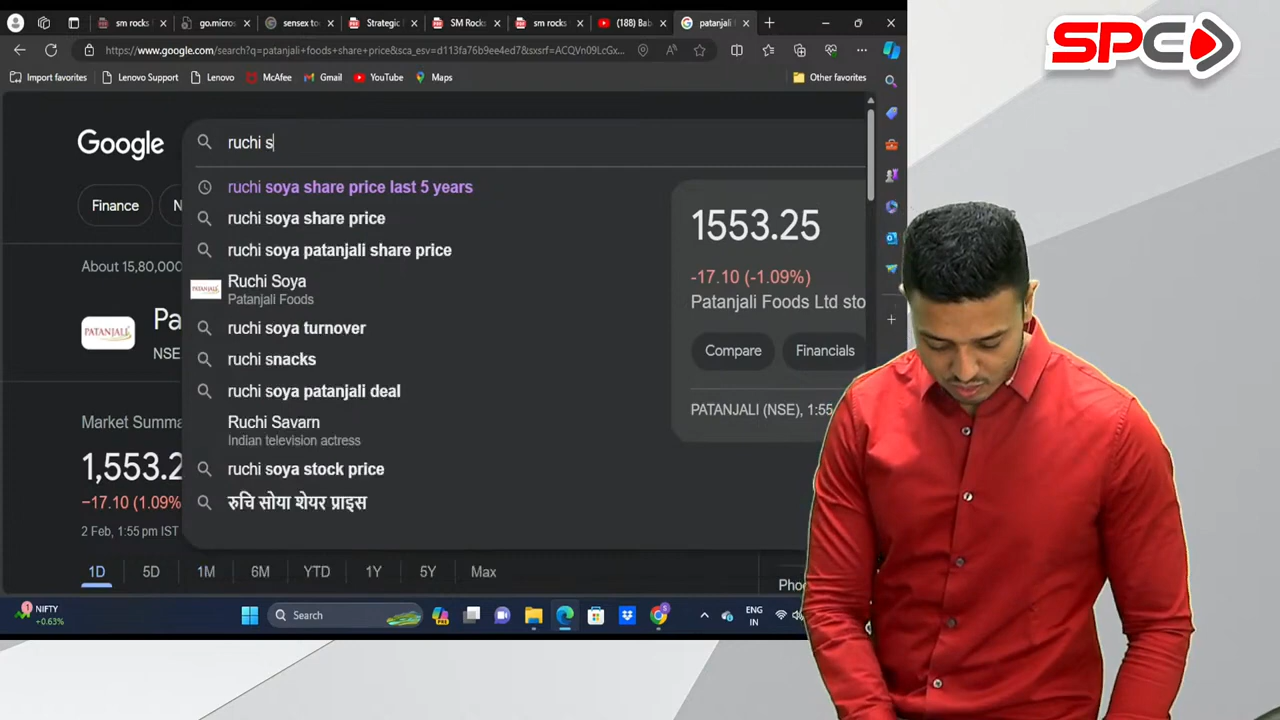 sm rocks
go.micros
sensex to
Strategic
SM Rocks
sm rocks
(188) Bab
patanjali
https://www.google.com/search?q=patanjali+foods+
Import favorites
Lenovo Support
Lenovo
McAfee
Gmail
YouTube
Maps
Other favorites
SPC
Google
ruchi s
ruchi soya share price last 5 years
ruchi soya share price
ruchi soya patanjali share price
Ruchi Soya
Patanjali Foods
ruchi soya turnover
ruchi snacks
ruchi soya patanjali deal
Ruchi Savarn
Indian television actress
ruchi soya stock price
रुचि सोया शेयर प्राइस
Finance
N
About 15,80,000
PATANJALI
Pa
NSE
Market Summa
1,553.2
−17.10 (1.09%)
2 Feb, 1:55 pm IST
1D
5D
1M
6M
YTD
1Y
5Y
Max
1553.25
-17.10 (-1.09%)
Patanjali Foods Ltd sto
Compare
Financials
PATANJALI (NSE), 1:55
Pho
NIFTY
+0.63%
Search
ENG
IN